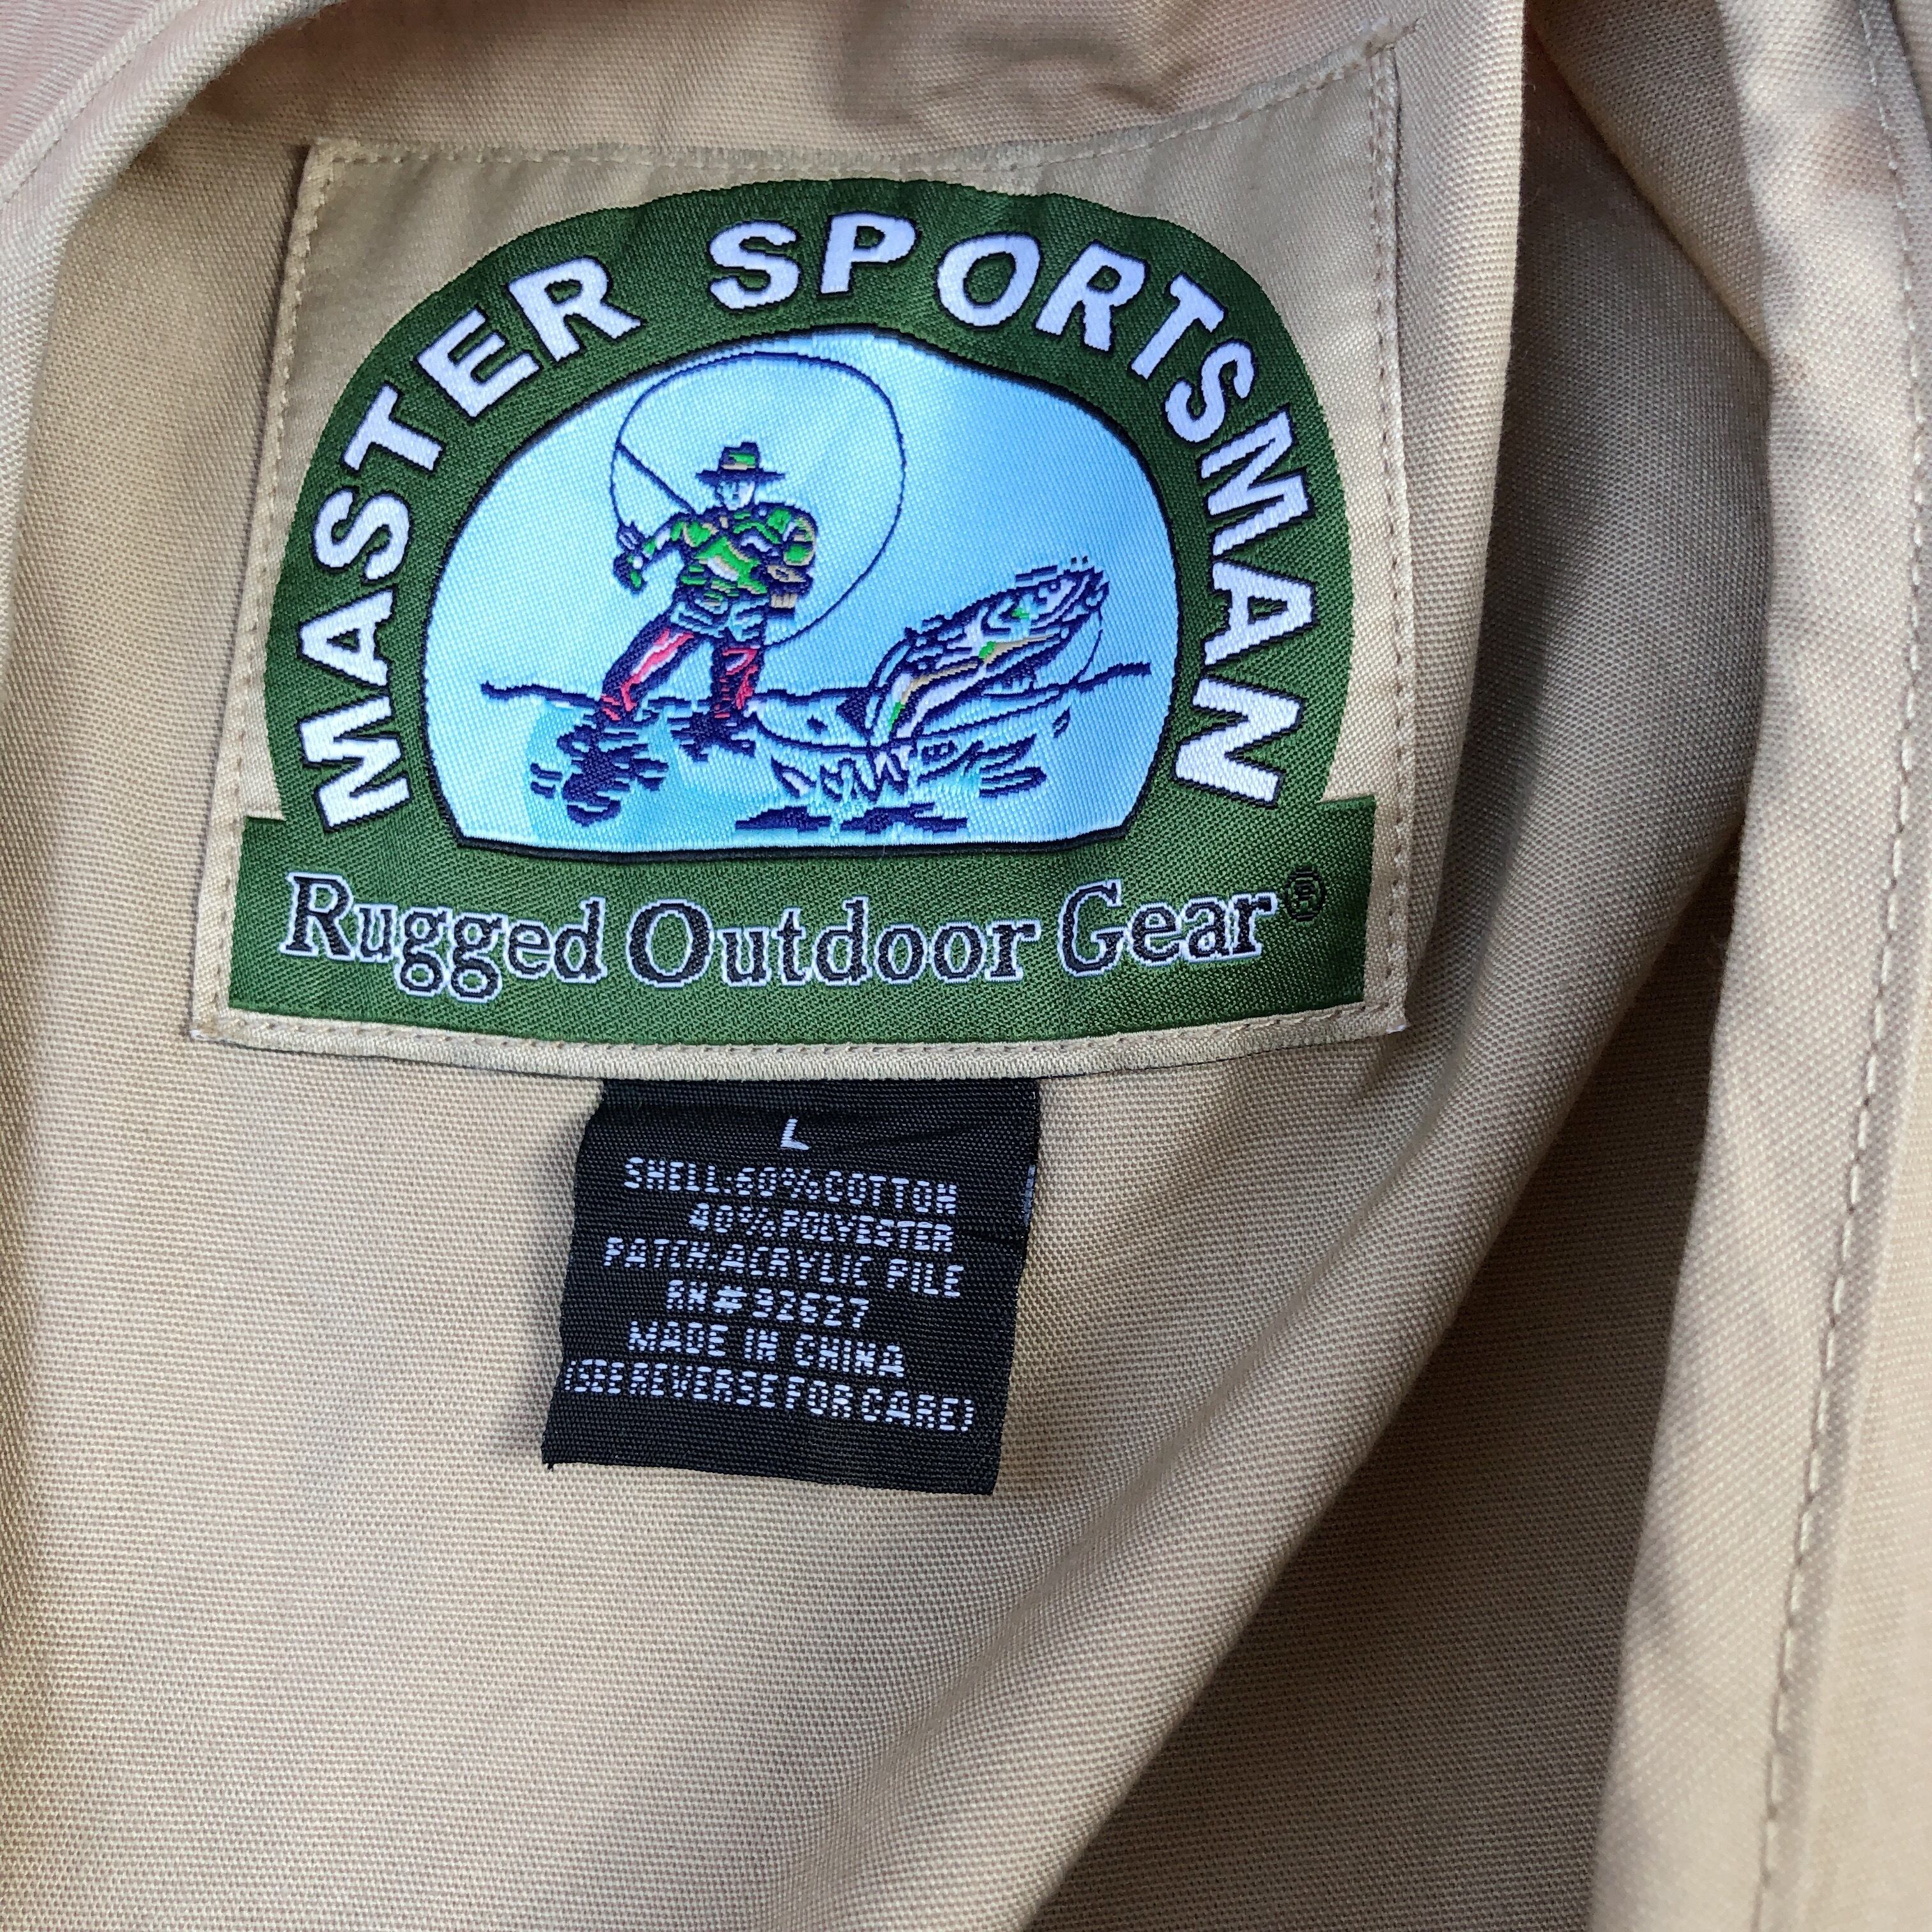 MASTER SPORTSMAN
Rugged Outdoor Gear®
L
SHELL:60%COTTON
40%POLYESTER
PATCH:ACRYLIC PILE
RN#92627
MADE IN CHINA
(SEE REVERSE FOR CARE)